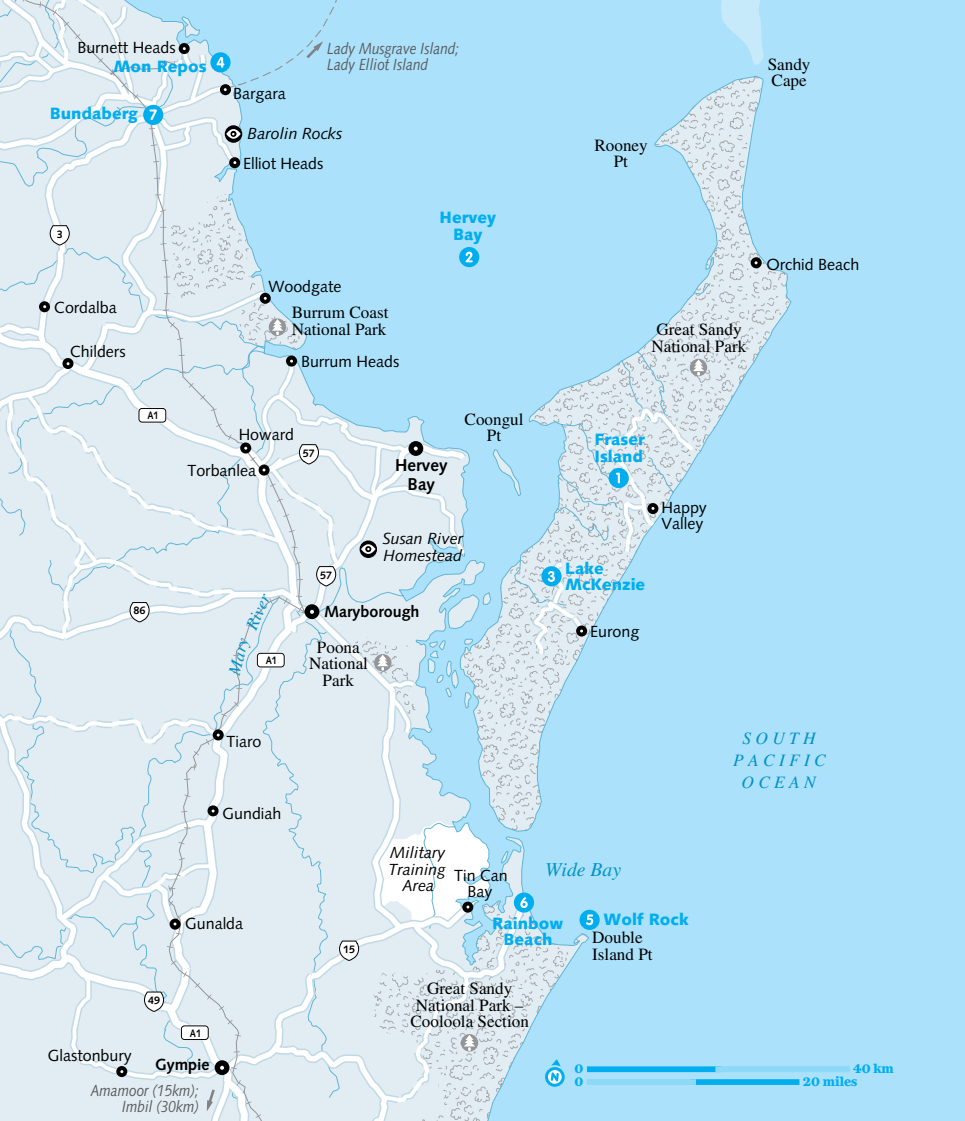 Burnett Heads
Mon Repos 4
Lady Musgrave Island;
Lady Elliot Island
Sandy
Cape
Bargara
Bundaberg 7
Barolin Rocks
Rooney
Pt
Elliot Heads
Hervey
Bay
2
3
Orchid Beach
Woodgate
Cordalba
Burrum Coast
National Park
Great Sandy
National Park
Childers
Burrum Heads
A1
Coongul
Pt
Howard
57
Fraser
Island
1
Torbanlea
Hervey
Bay
Happy
Valley
Susan River
Homestead
3 Lake
McKenzie
57
86
Maryborough
Mary River
Eurong
A1
Poona
National
Park
Tiaro
SOUTH
PACIFIC
OCEAN
Gundiah
Military
Training
Area
Tin Can
Bay
Wide Bay
6
Rainbow
Beach
5 Wolf Rock
Double
Island Pt
Gunalda
15
49
Great Sandy
National Park –
Cooloola Section
A1
Glastonbury
Gympie
Amamoor (15km);
Imbil (30km)
N
0 40 km
0 20 miles